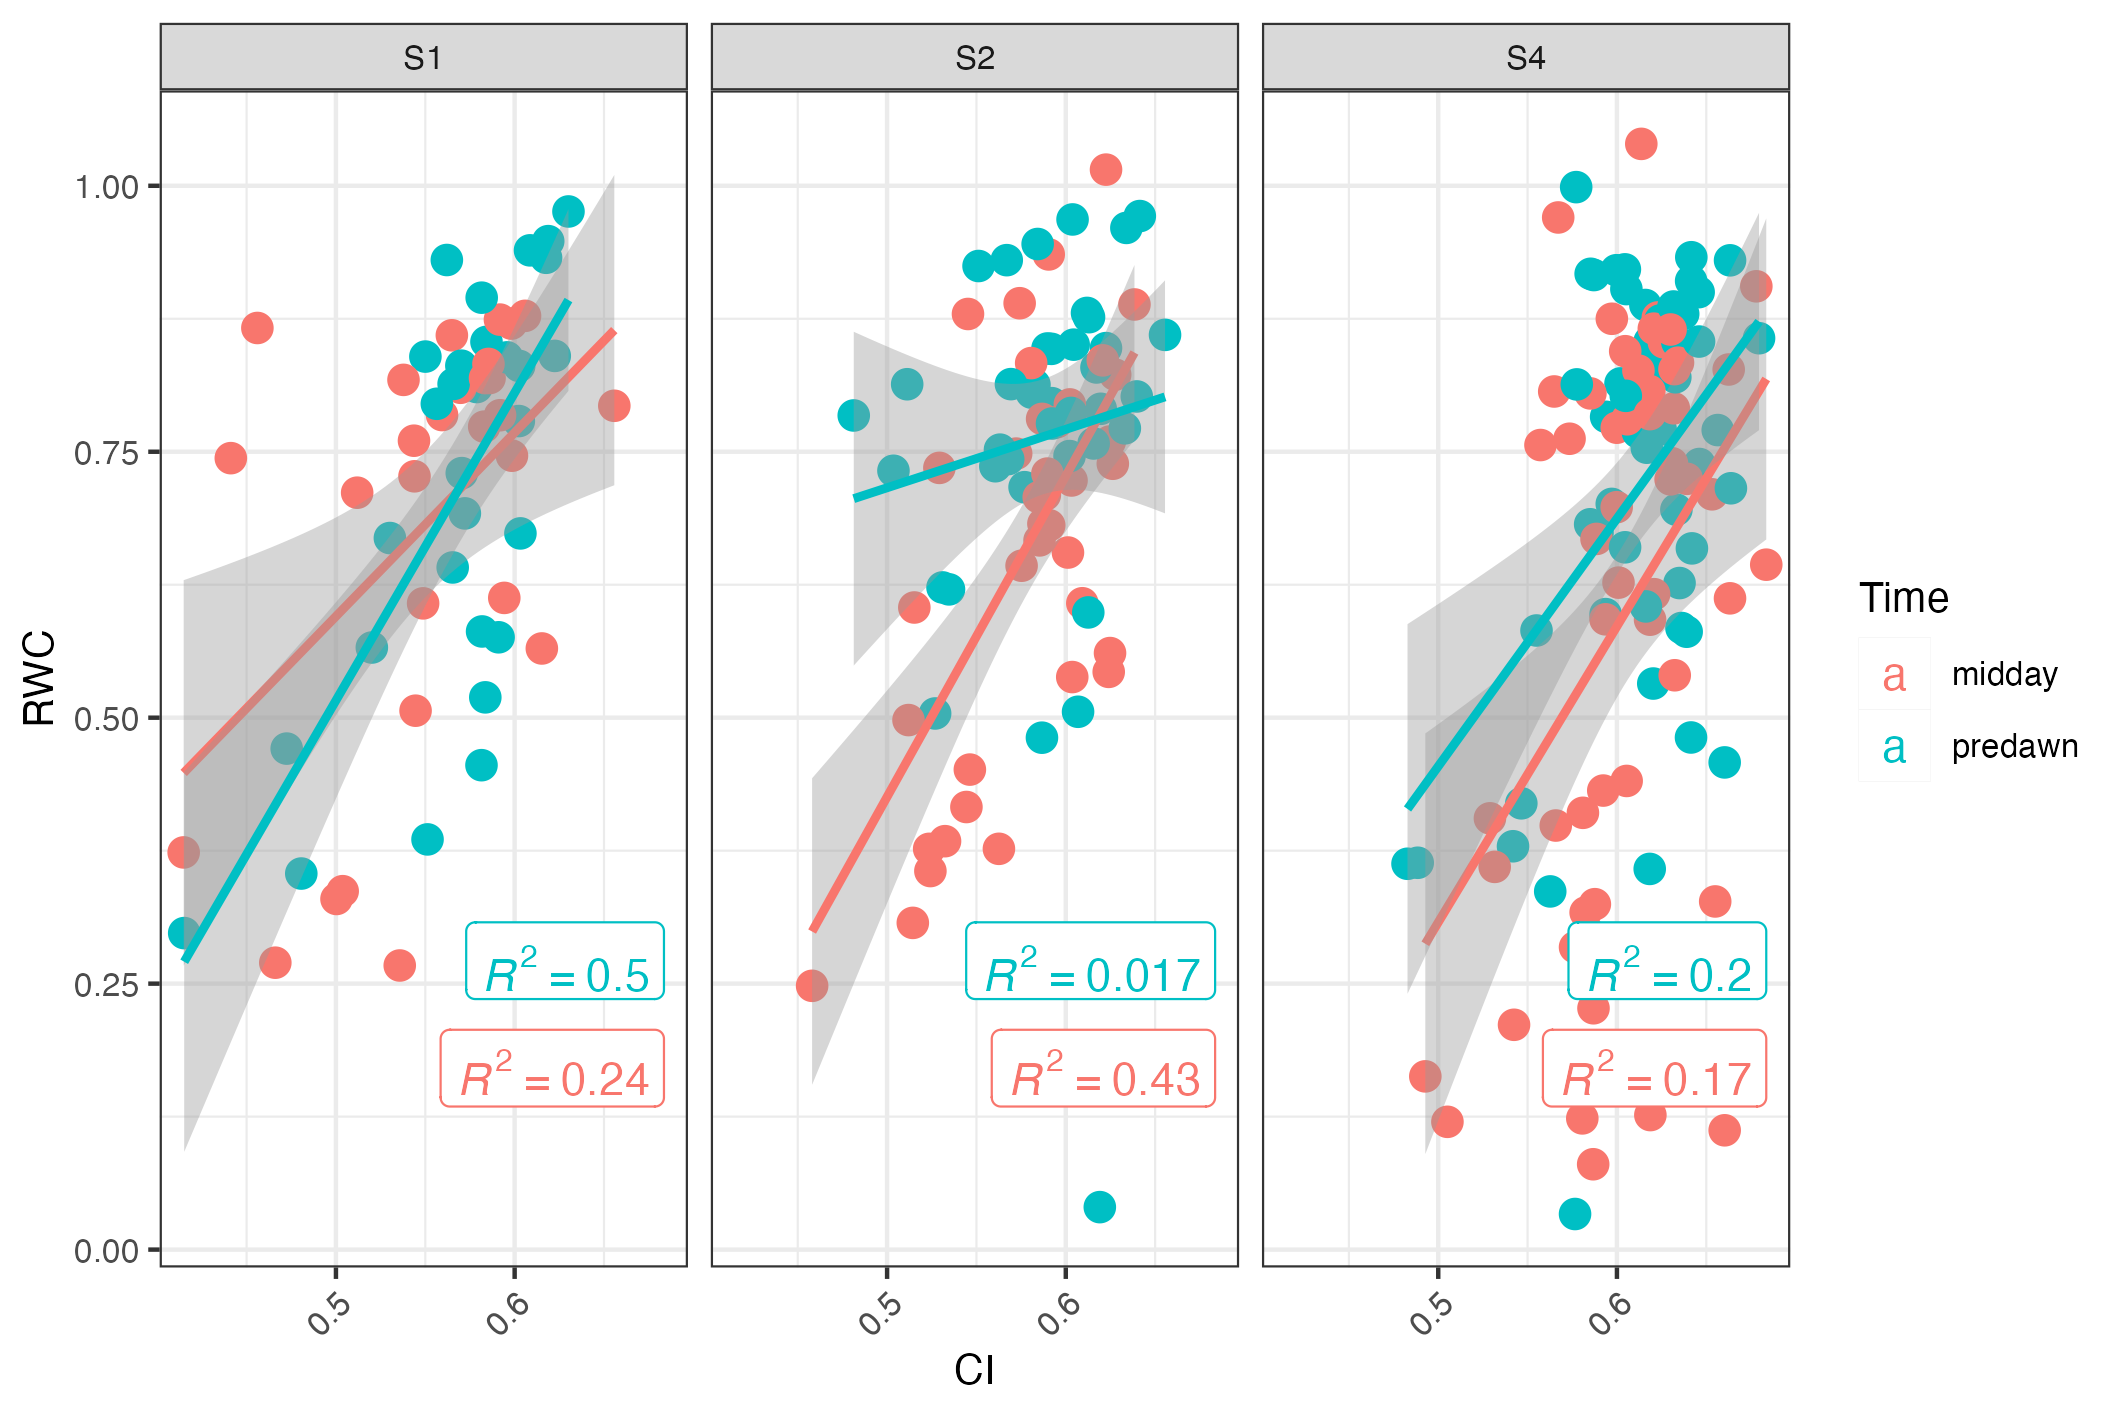 S1
S2
S4
RWC
1.00
0.75
0.50
0.25
0.00
R² = 0.5
R² = 0.24
R² = 0.017
R² = 0.43
R² = 0.2
R² = 0.17
0.5
0.6
0.5
0.6
0.5
0.6
CI
Time
a midday
a predawn